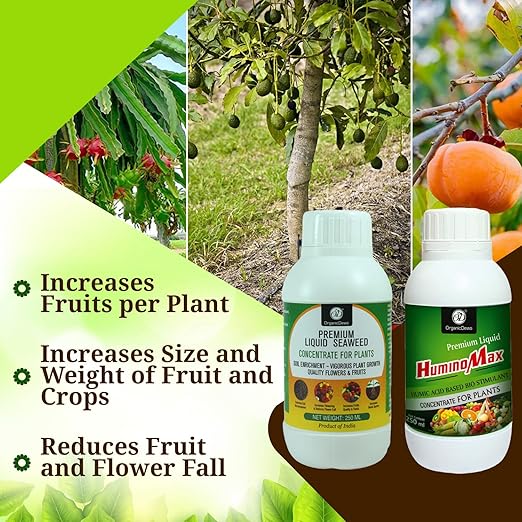 Increases
Fruits per Plant
Increases Size and
Weight of Fruit and
Crops
Reduces Fruit
and Flower Fall
OrganicDews
PREMIUM
LIQUID SEAWEED
CONCENTRATE FOR PLANTS
SOIL ENRICHMENT – VIGOROUS PLANT GROWTH
QUALITY FLOWERS & FRUITS
NET WEIGHT: 250 ML
Product of India
OrganicDews
Premium Liquid
HuminoMax
HUMIC ACID BASED BIO STIMULANT
CONCENTRATE FOR PLANTS
250 ml